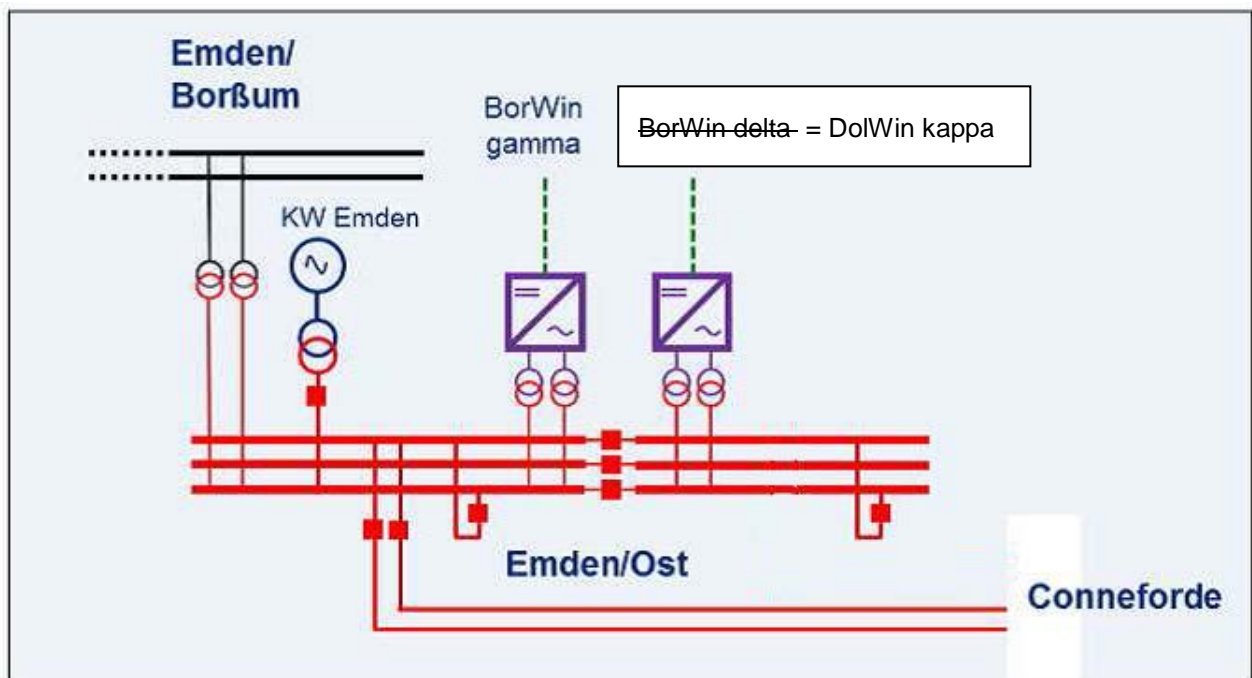 Emden/
Borßum
BorWin
gamma
BorWin delta = DolWin kappa
KW Emden
Emden/Ost
Conneforde